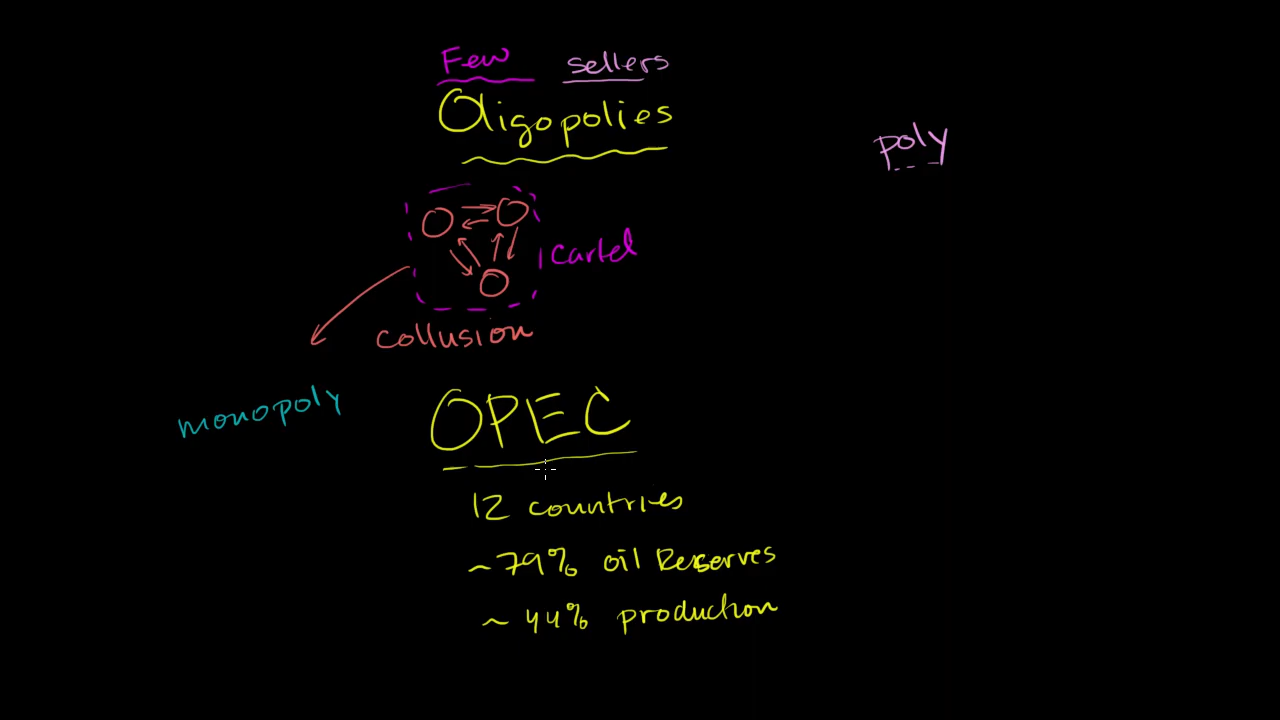 Few sellers
Oligopolies
poly
cartel
collusion
monopoly
OPEC
12 countries
~79% oil Reserves
~ 44% production